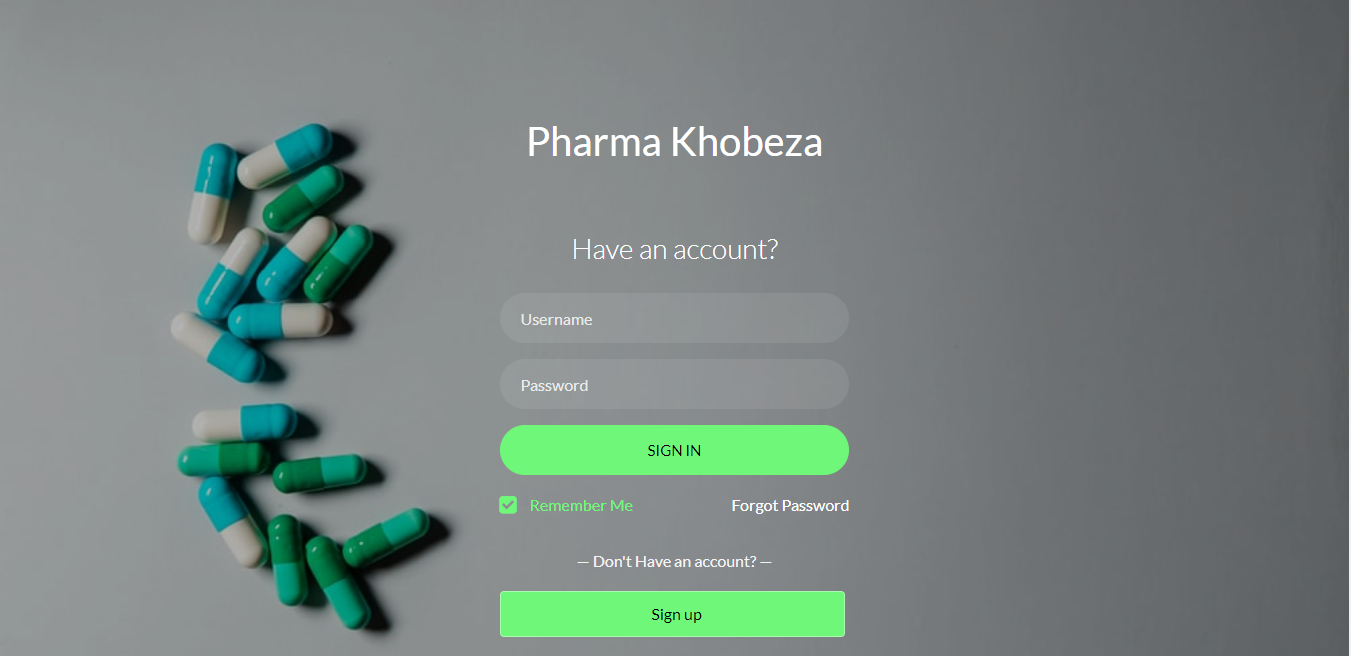 Pharma Khobeza
Have an account?
Username
Password
SIGN IN
Remember Me Forgot Password
— Don't Have an account? —
Sign up